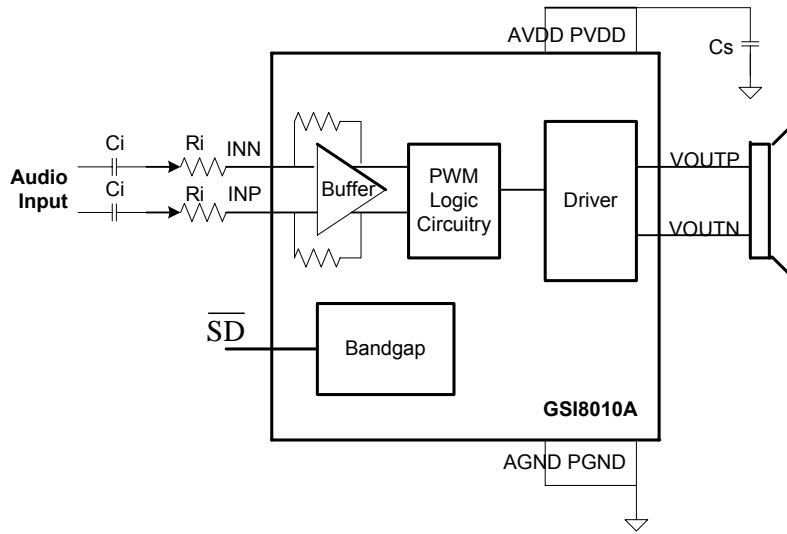 AVDD PVDD
Cs
Ci
Ri
INN
Audio
Input
Ci
Ri
INP
Buffer
PWM
Logic
Circuitry
Driver
VOUTP
VOUTN
SD
Bandgap
GSI8010A
AGND PGND